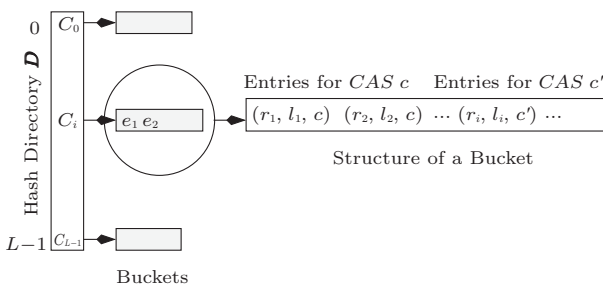 0 C₀
Hash Directory D
Entries for CAS c Entries for CAS c'
Cᵢ e₁ e₂ (r₁, l₁, c) (r₂, l₂, c) ... (rᵢ, lᵢ, c') ...
Structure of a Bucket
L−1 C_{L−1}
Buckets